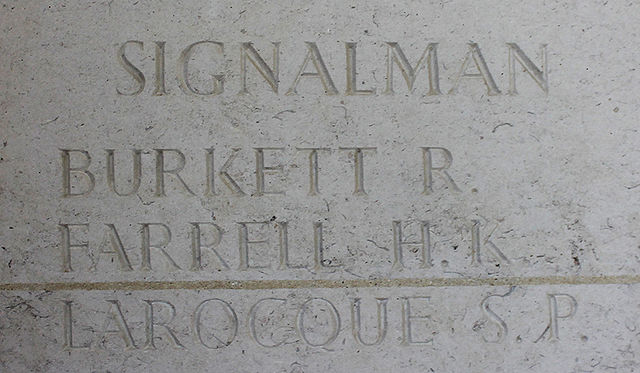 SIGNALMAN
BURKETT R.
FARRELL H K
LAROCQUE S. P